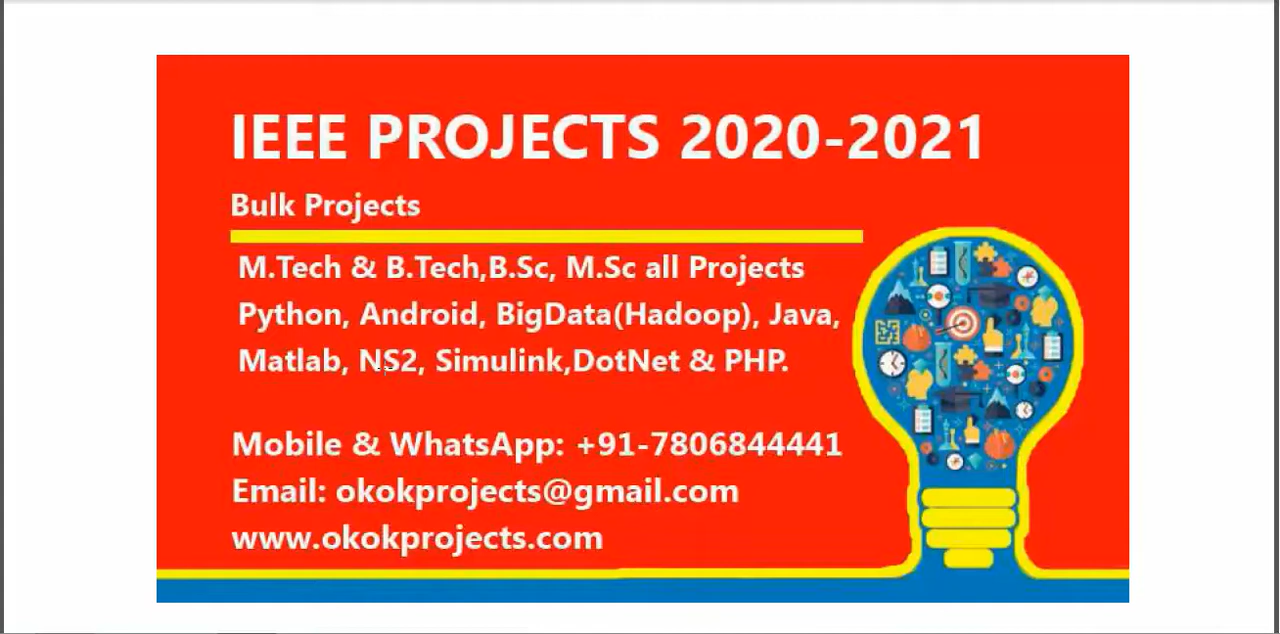 IEEE PROJECTS 2020-2021
Bulk Projects
M.Tech & B.Tech,B.Sc, M.Sc all Projects
Python, Android, BigData(Hadoop), Java,
Matlab, NS2, Simulink,DotNet & PHP.
Mobile & WhatsApp: +91-7806844441
Email: okokprojects@gmail.com
www.okokprojects.com